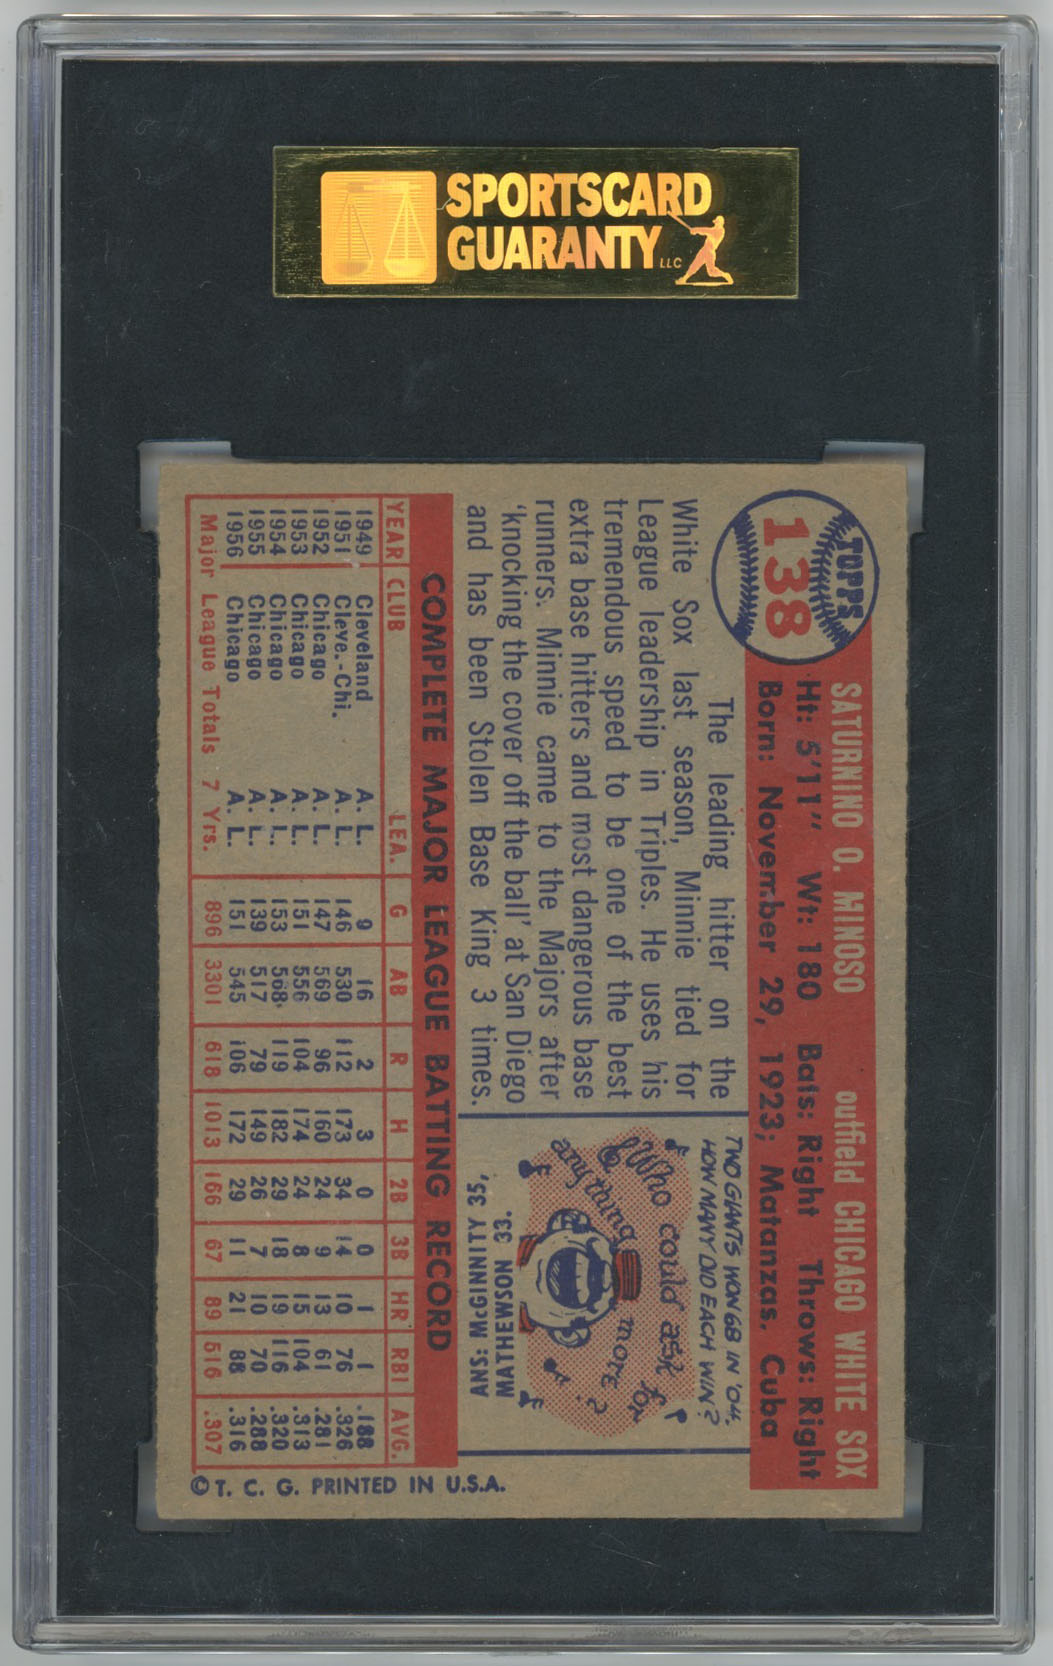 SPORTSCARD
GUARANTY LLC
TOPPS
138
SATURNINO O. MINOSO outfield CHICAGO WHITE SOX
Ht: 5'11" Wt: 180 Bats: Right Throws: Right
Born: November 29, 1923; Matanzas, Cuba
The leading hitter on the
White Sox last season, Minnie tied for
League leadership in Triples. He uses his
tremendous speed to be one of the best
extra base hitters and most dangerous base
runners. Minnie came to the Majors after
'knocking the cover off the ball' at San Diego
and has been Stolen Base King 3 times.
TWO GIANTS WON 68 IN '04.
HOW MANY DID EACH WIN?
Who could ask for
anything more?
ANS: McGINNITY 35,
MATHEWSON 33.
COMPLETE MAJOR LEAGUE BATTING RECORD
YEAR CLUB LEA. G AB R H 2B 3B HR RBI AVG.
1949 Cleveland A. L. 9 16 2 3 0 0 1 1 .188
1951 Cleve.-Chi. A. L. 146 530 112 173 34 14 10 76 .326
1952 Chicago A. L. 147 569 96 160 24 9 13 61 .281
1953 Chicago A. L. 151 556 104 174 24 8 15 104 .313
1954 Chicago A. L. 153 568 119 182 29 18 19 116 .320
1955 Chicago A. L. 139 517 79 149 26 7 10 70 .288
1956 Chicago A. L. 151 545 106 172 29 11 21 88 .316
Major League Totals 7 Yrs. 896 3301 618 1013 166 67 89 516 .307
© T. C. G. PRINTED IN U.S.A.